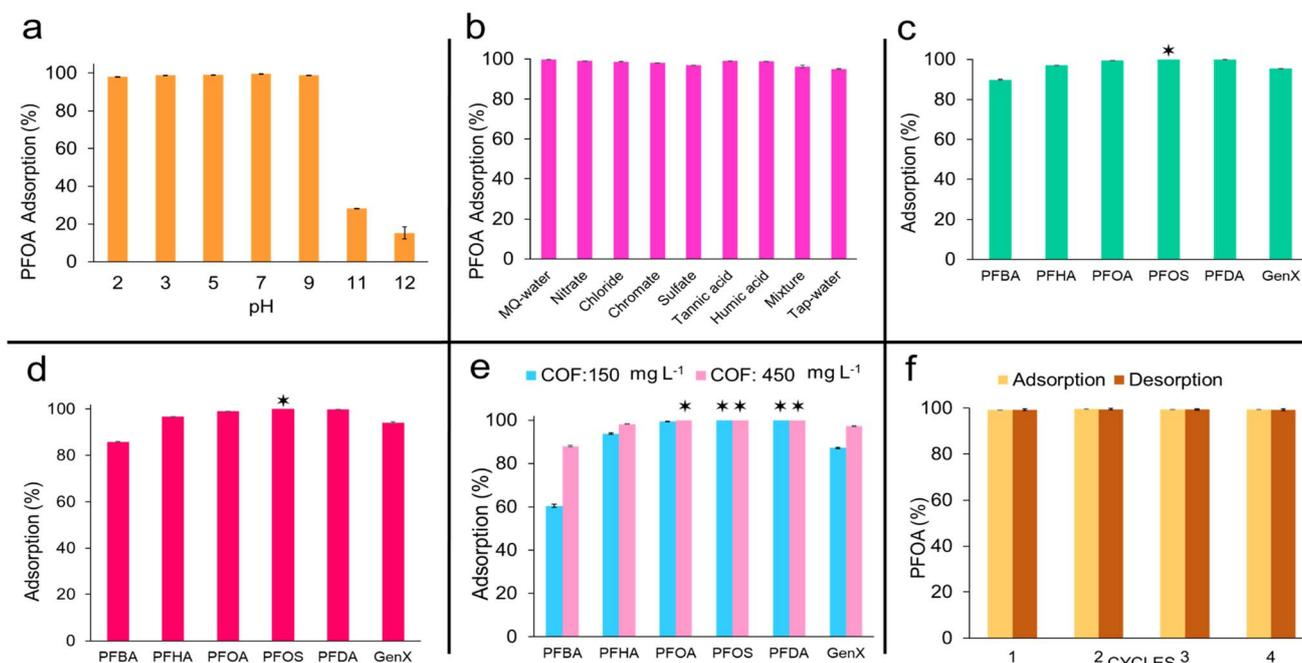 a
100
80
60
40
20
0
PFOA Adsorption (%)
2 3 5 7 9 11 12
pH
b
100
80
60
40
20
0
PFOA Adsorption (%)
MQ-water
Nitrate
Chloride
Chromate
Sulfate
Tannic acid
Humic acid
Mixture
Tap-water
c
100
80
60
40
20
0
Adsorption (%)
PFBA PFHA PFOA PFOS PFDA GenX
d
100
80
60
40
20
0
Adsorption (%)
PFBA PFHA PFOA PFOS PFDA GenX
e
COF:150 mg L-1 COF: 450 mg L-1
100
80
60
40
20
0
Adsorption (%)
PFBA PFHA PFOA PFOS PFDA GenX
f
Adsorption Desorption
100
80
60
40
20
0
PFOA (%)
1 2 3 4
CYCLES